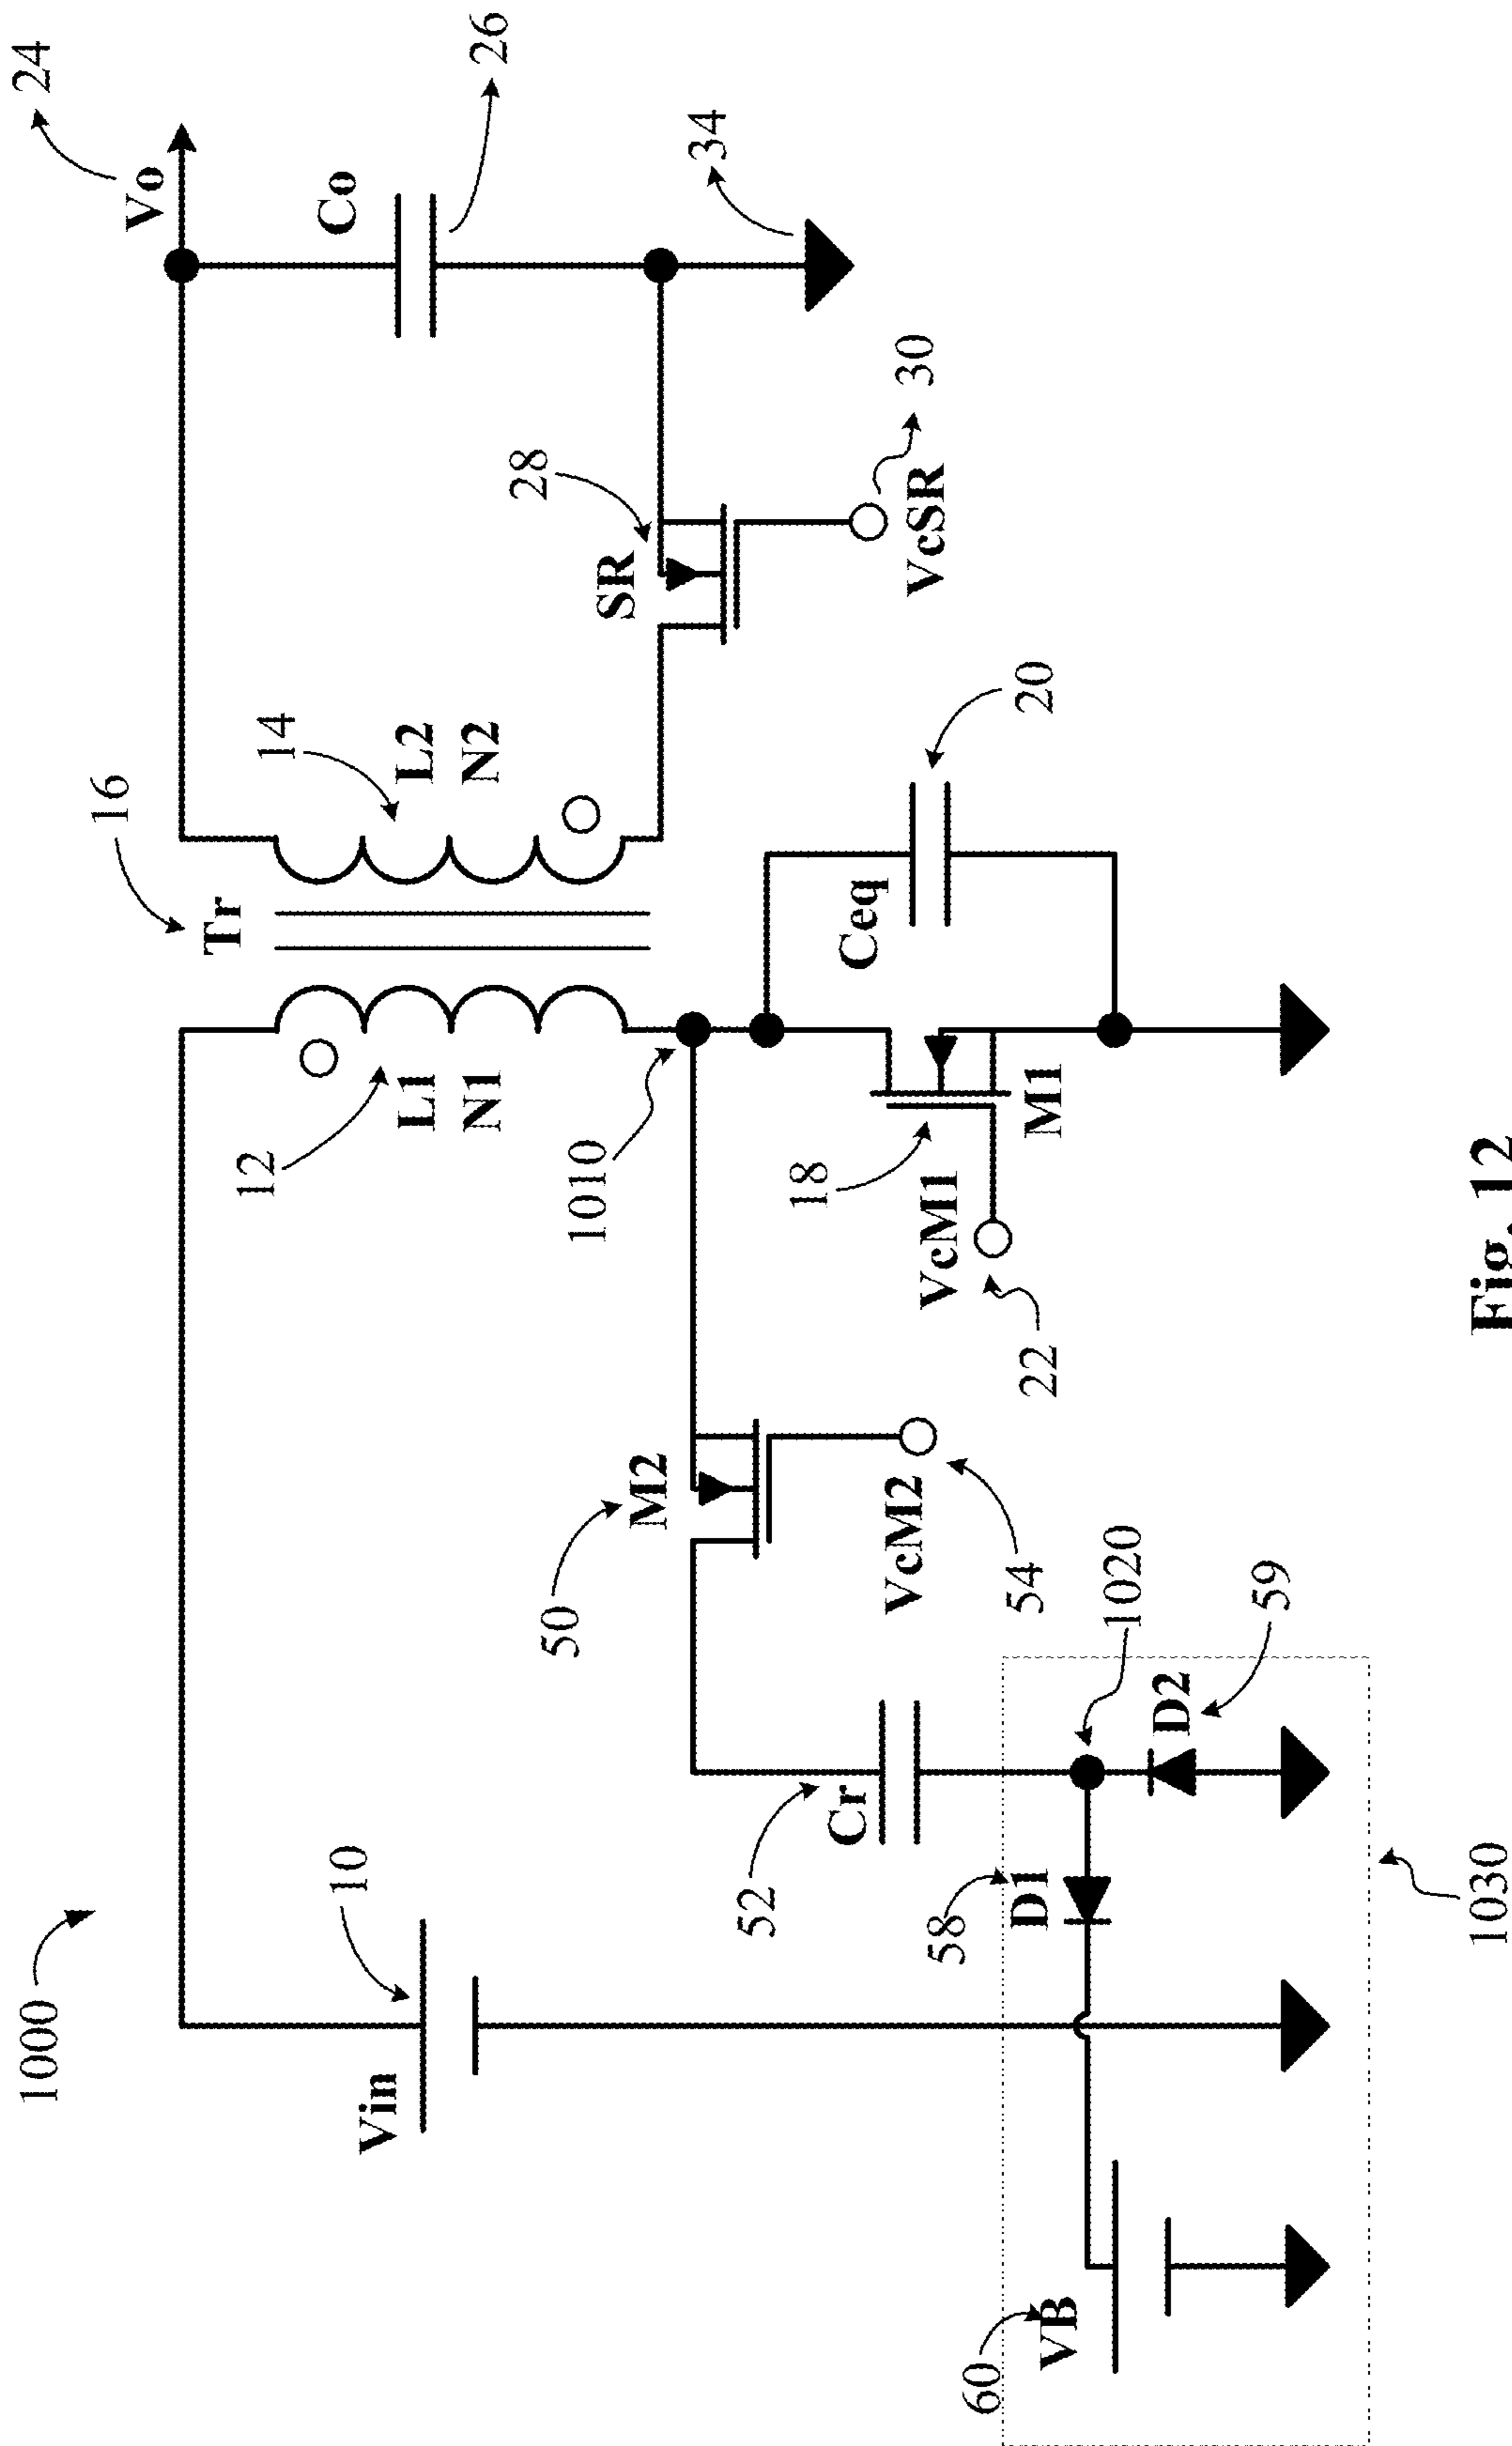 1000
Vin
10
16
Tr
24
Vo
12
L1
N1
14
L2
N2
Co
26
SR
28
34
VcSR
30
1010
50
M2
VcM2
54
18
VcM1
22
M1
Ceq
20
52
Cr
1020
58
D1
D2
59
60
VB
1030
Fig. 12